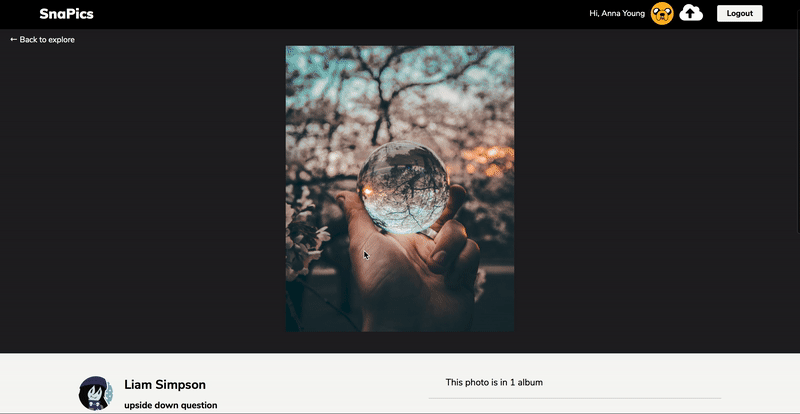 SnaPics
Hi, Anna Young
Logout
← Back to explore
Liam Simpson
upside down question
This photo is in 1 album